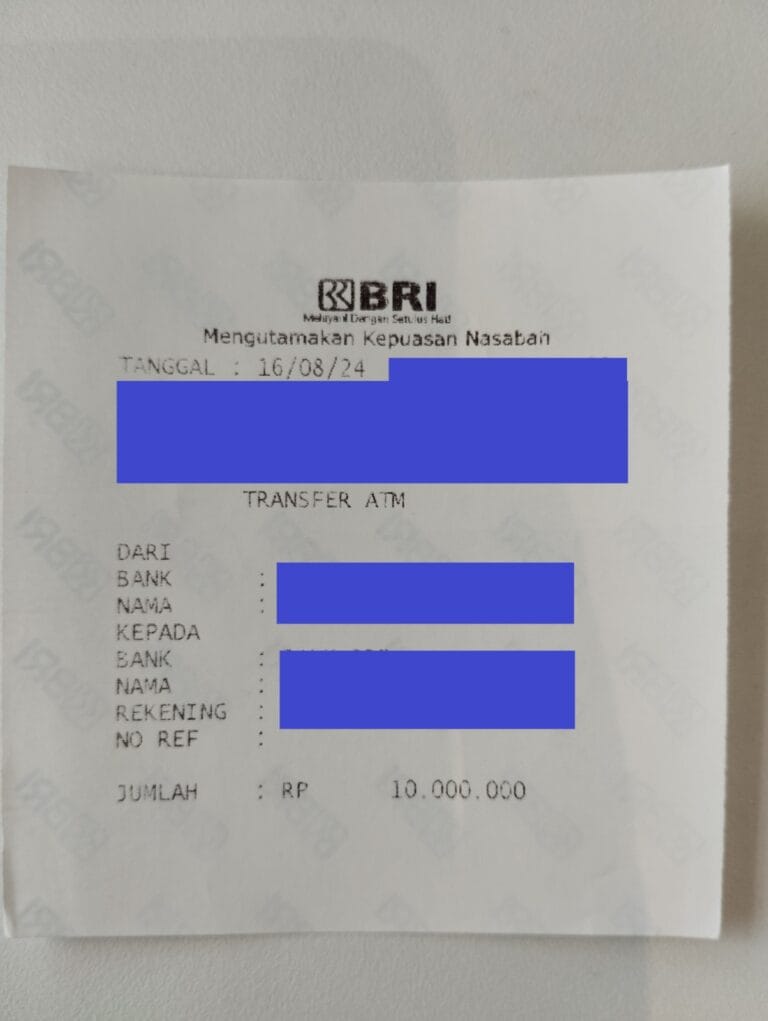 BRI
Melayani Dengan Setulus Hati
Mengutamakan Kepuasan Nasabah
TANGGAL : 16/08/24
TRANSFER ATM
DARI
BANK :
NAMA :
KEPADA
BANK :
NAMA :
REKENING :
NO REF :
JUMLAH : RP 10.000.000